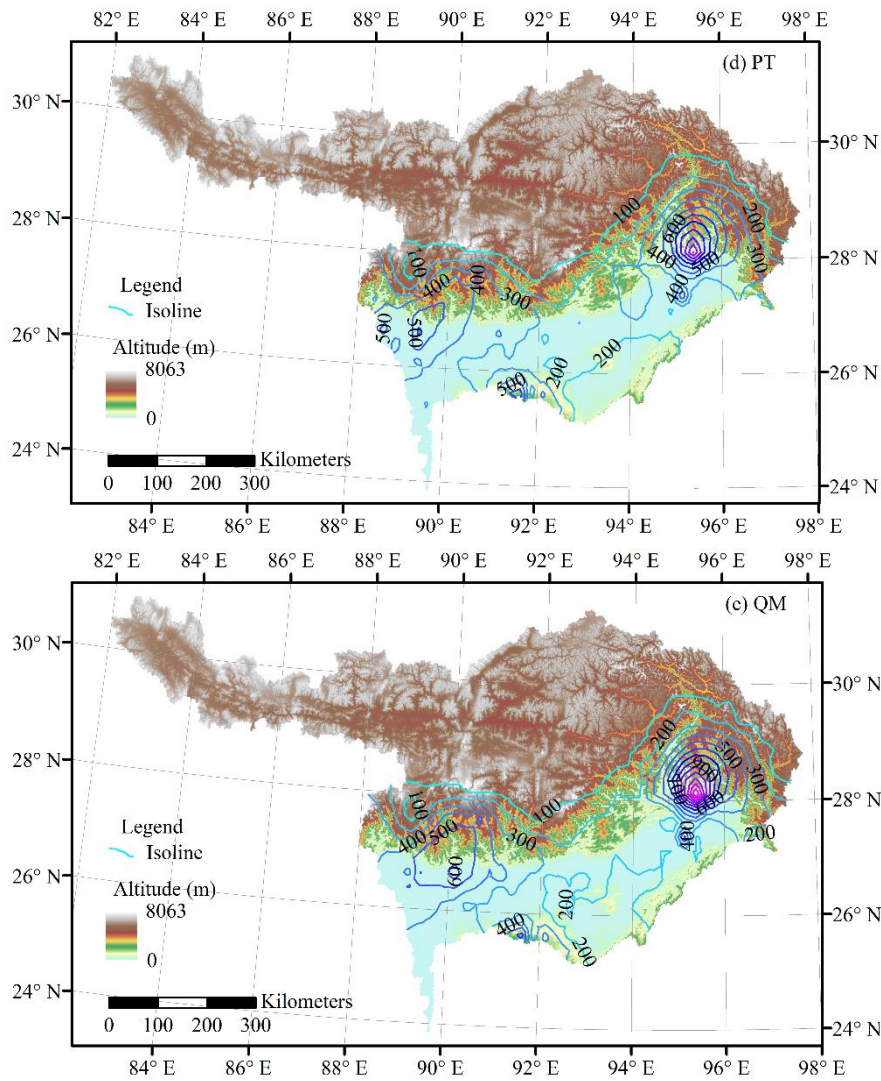 82° E 84° E 86° E 88° E 90° E 92° E 94° E 96° E 98° E
(d) PT
30° N 30° N
28° N 28° N
26° N 26° N
24° N 24° N
100 200 600 300 400 500
100 400 400 300 400
500 500 200 200
500
Legend
Isoline
Altitude (m)
8063
0
Kilometers
0 100 200 300
84° E 86° E 88° E 90° E 92° E 94° E 96° E 98° E
82° E 84° E 86° E 88° E 90° E 92° E 94° E 96° E 98° E
(c) QM
30° N 30° N
28° N 28° N
26° N 26° N
24° N 24° N
200 500 300 600
100 500 400 300 100 400 200
600 200
400 200
Legend
Isoline
Altitude (m)
8063
0
Kilometers
0 100 200 300
84° E 86° E 88° E 90° E 92° E 94° E 96° E 98° E